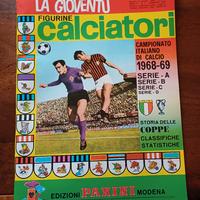 LA GIOVENTÙ
FIGURINE
calciatori
CAMPIONATO
ITALIANO
DI CALCIO
1968-69
SERIE - A
SERIE - B
SERIE - C
SERIE - D
STORIA DELLE
COPPE
CLASSIFICHE
STATISTICHE
EDIZIONI PANINI MODENA